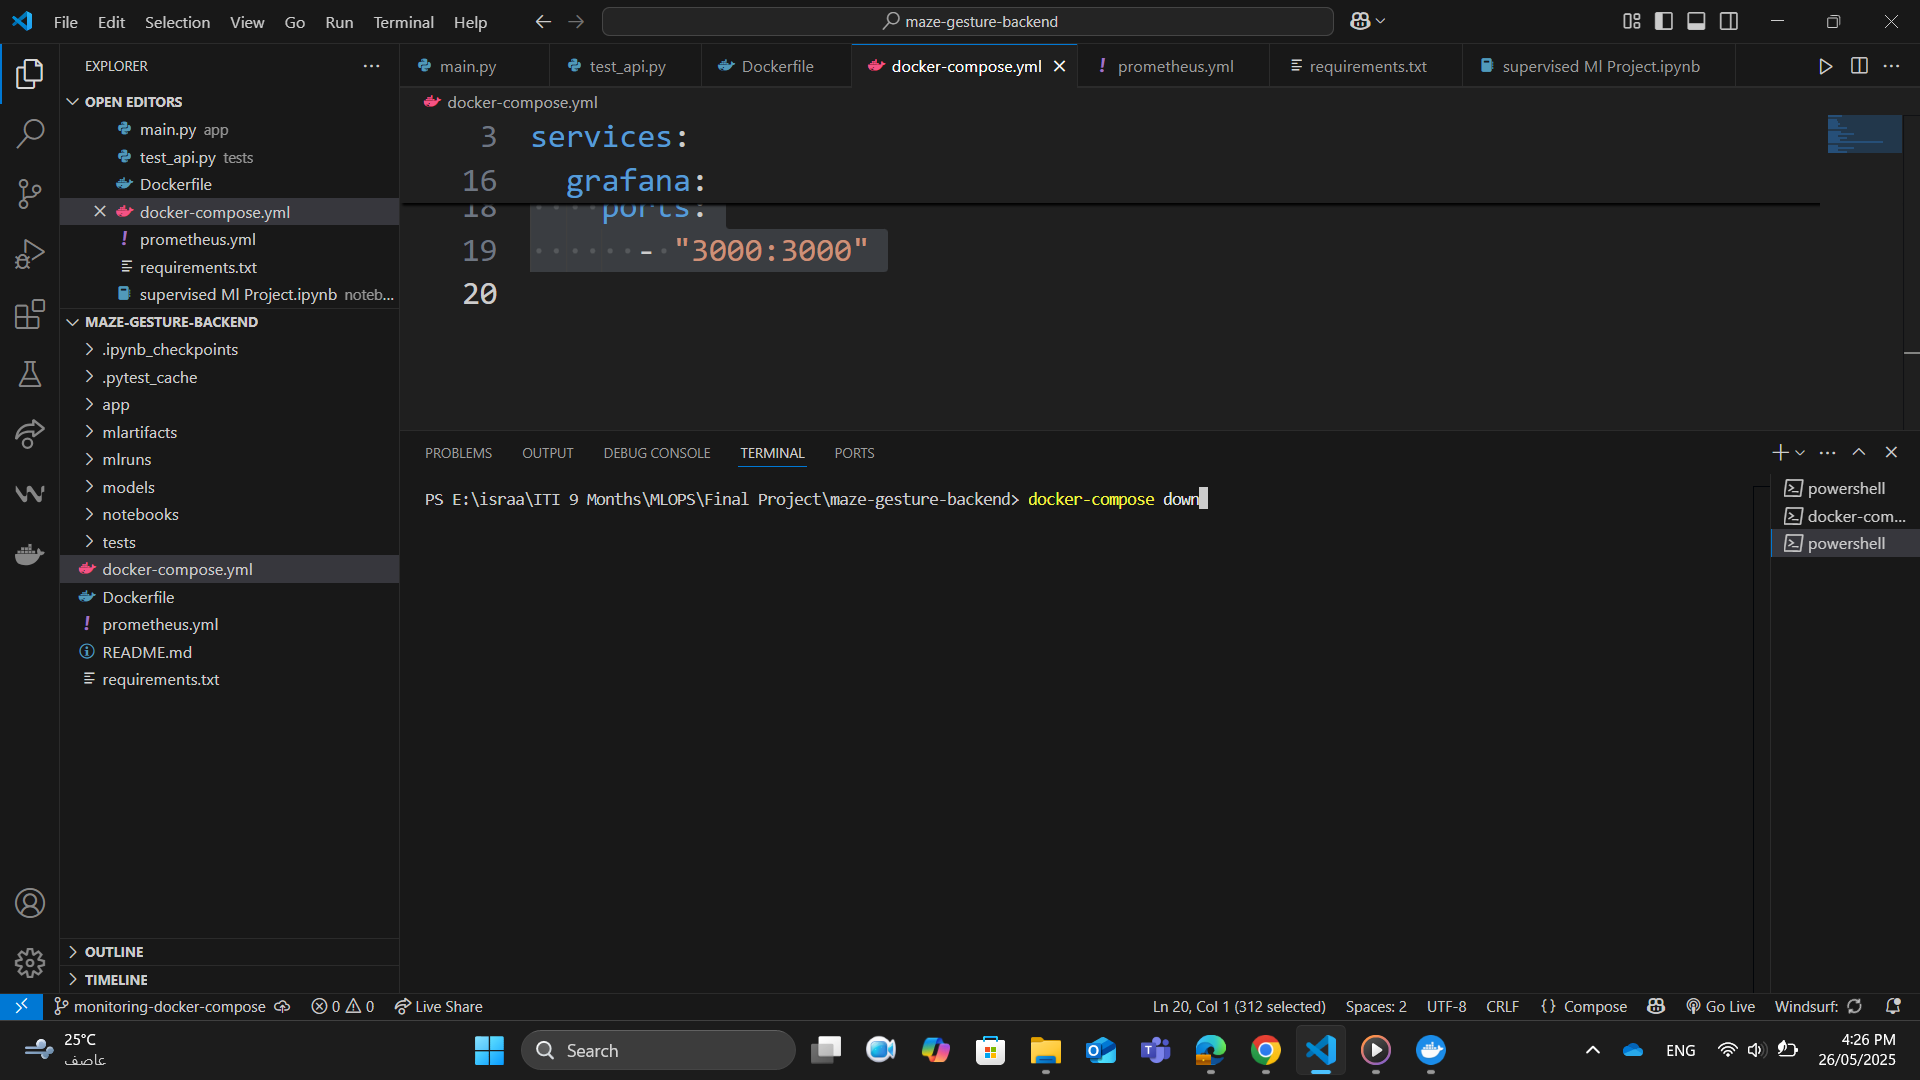 File Edit Selection View Go Run Terminal Help
maze-gesture-backend
EXPLORER
OPEN EDITORS
main.py app
test_api.py tests
Dockerfile
docker-compose.yml
prometheus.yml
requirements.txt
supervised Ml Project.ipynb noteb...
MAZE-GESTURE-BACKEND
.ipynb_checkpoints
.pytest_cache
app
mlartifacts
mlruns
models
notebooks
tests
docker-compose.yml
Dockerfile
prometheus.yml
README.md
requirements.txt
OUTLINE
TIMELINE
main.py test_api.py Dockerfile docker-compose.yml prometheus.yml requirements.txt supervised Ml Project.ipynb
docker-compose.yml
3 services:
16 grafana:
18 ports:
19 - "3000:3000"
20
PROBLEMS OUTPUT DEBUG CONSOLE TERMINAL PORTS
PS E:\israa\ITI 9 Months\MLOPS\Final Project\maze-gesture-backend> docker-compose down
powershell
docker-com...
powershell
monitoring-docker-compose 0 0 Live Share Ln 20, Col 1 (312 selected) Spaces: 2 UTF-8 CRLF {} Compose Go Live Windsurf:
25°C
عاصف
Search
ENG
4:26 PM
26/05/2025